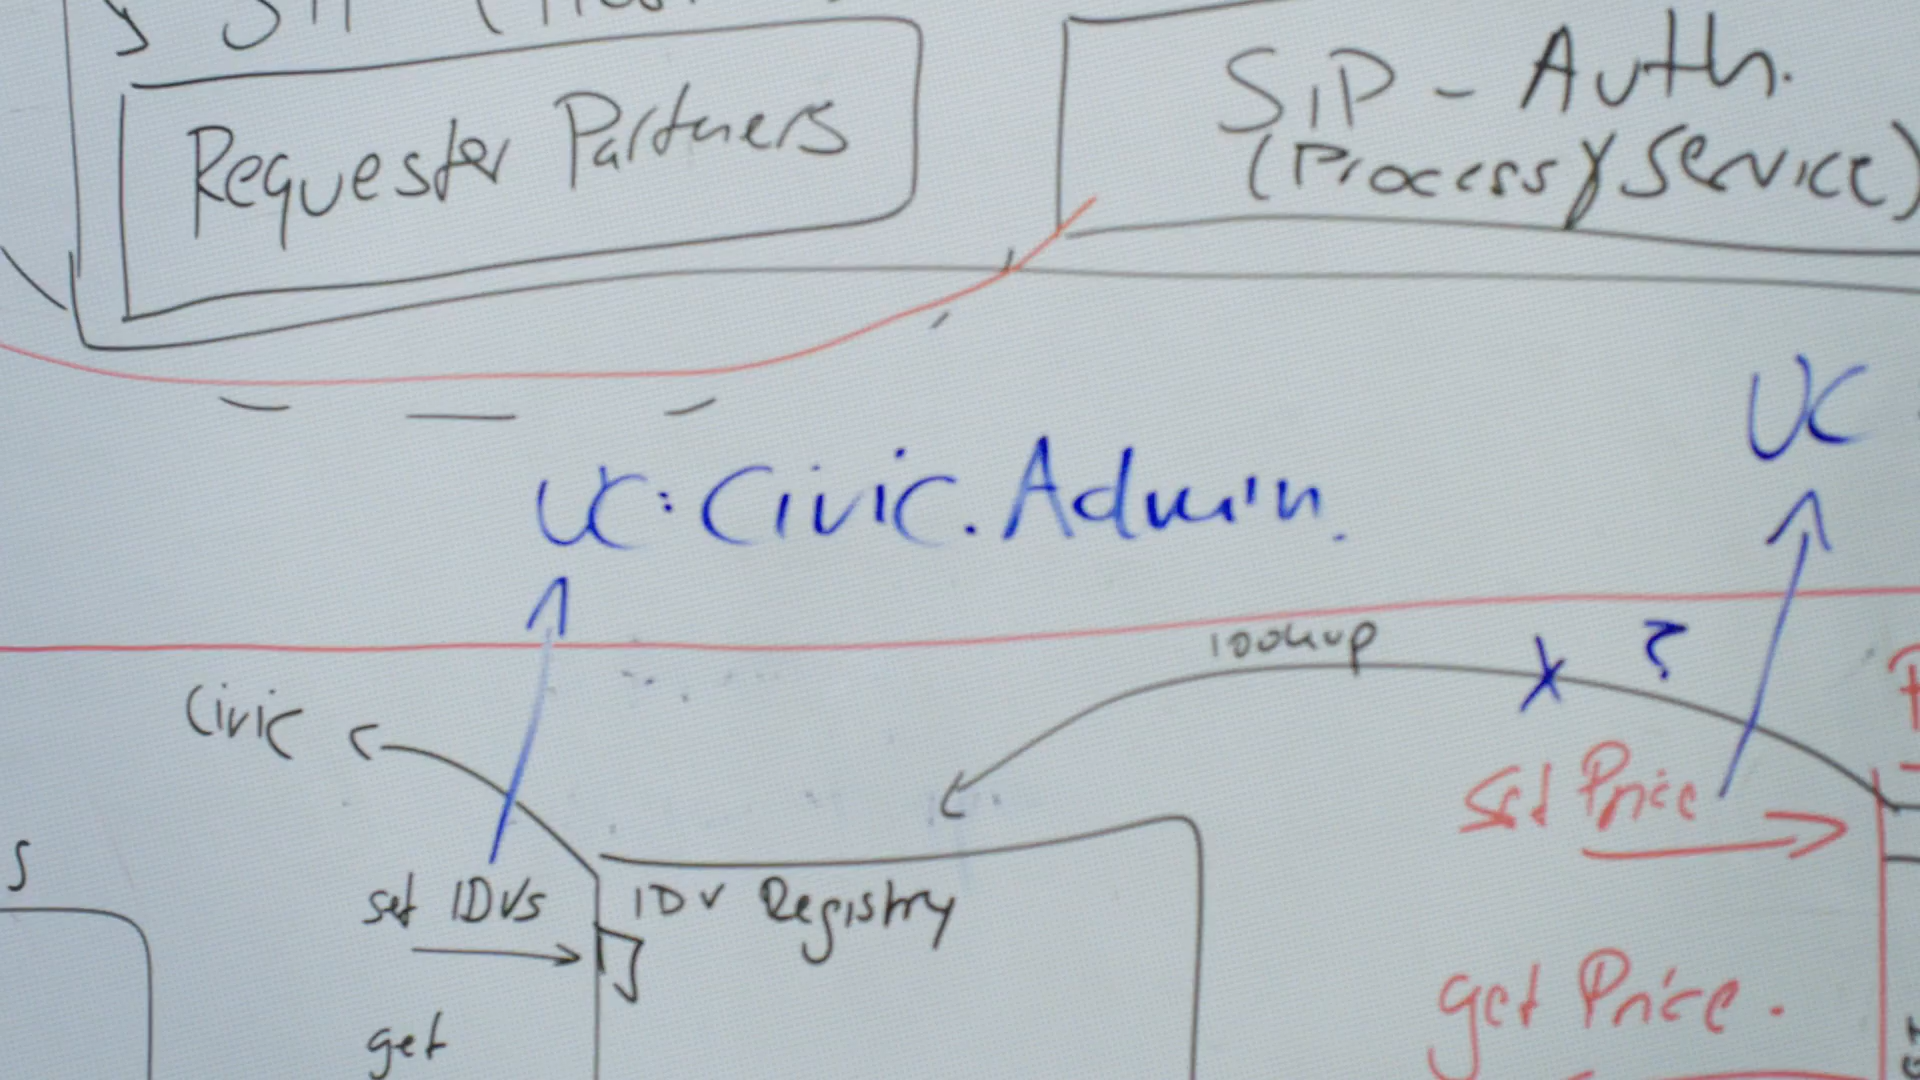 SIP
Requester Partners
SIP - Auth.
(Process / Service)
UC
UC: Civic. Admin.
lookup
X ?
Civic
Set Price
S
set IDVs
IDV Registry
get Price.
get